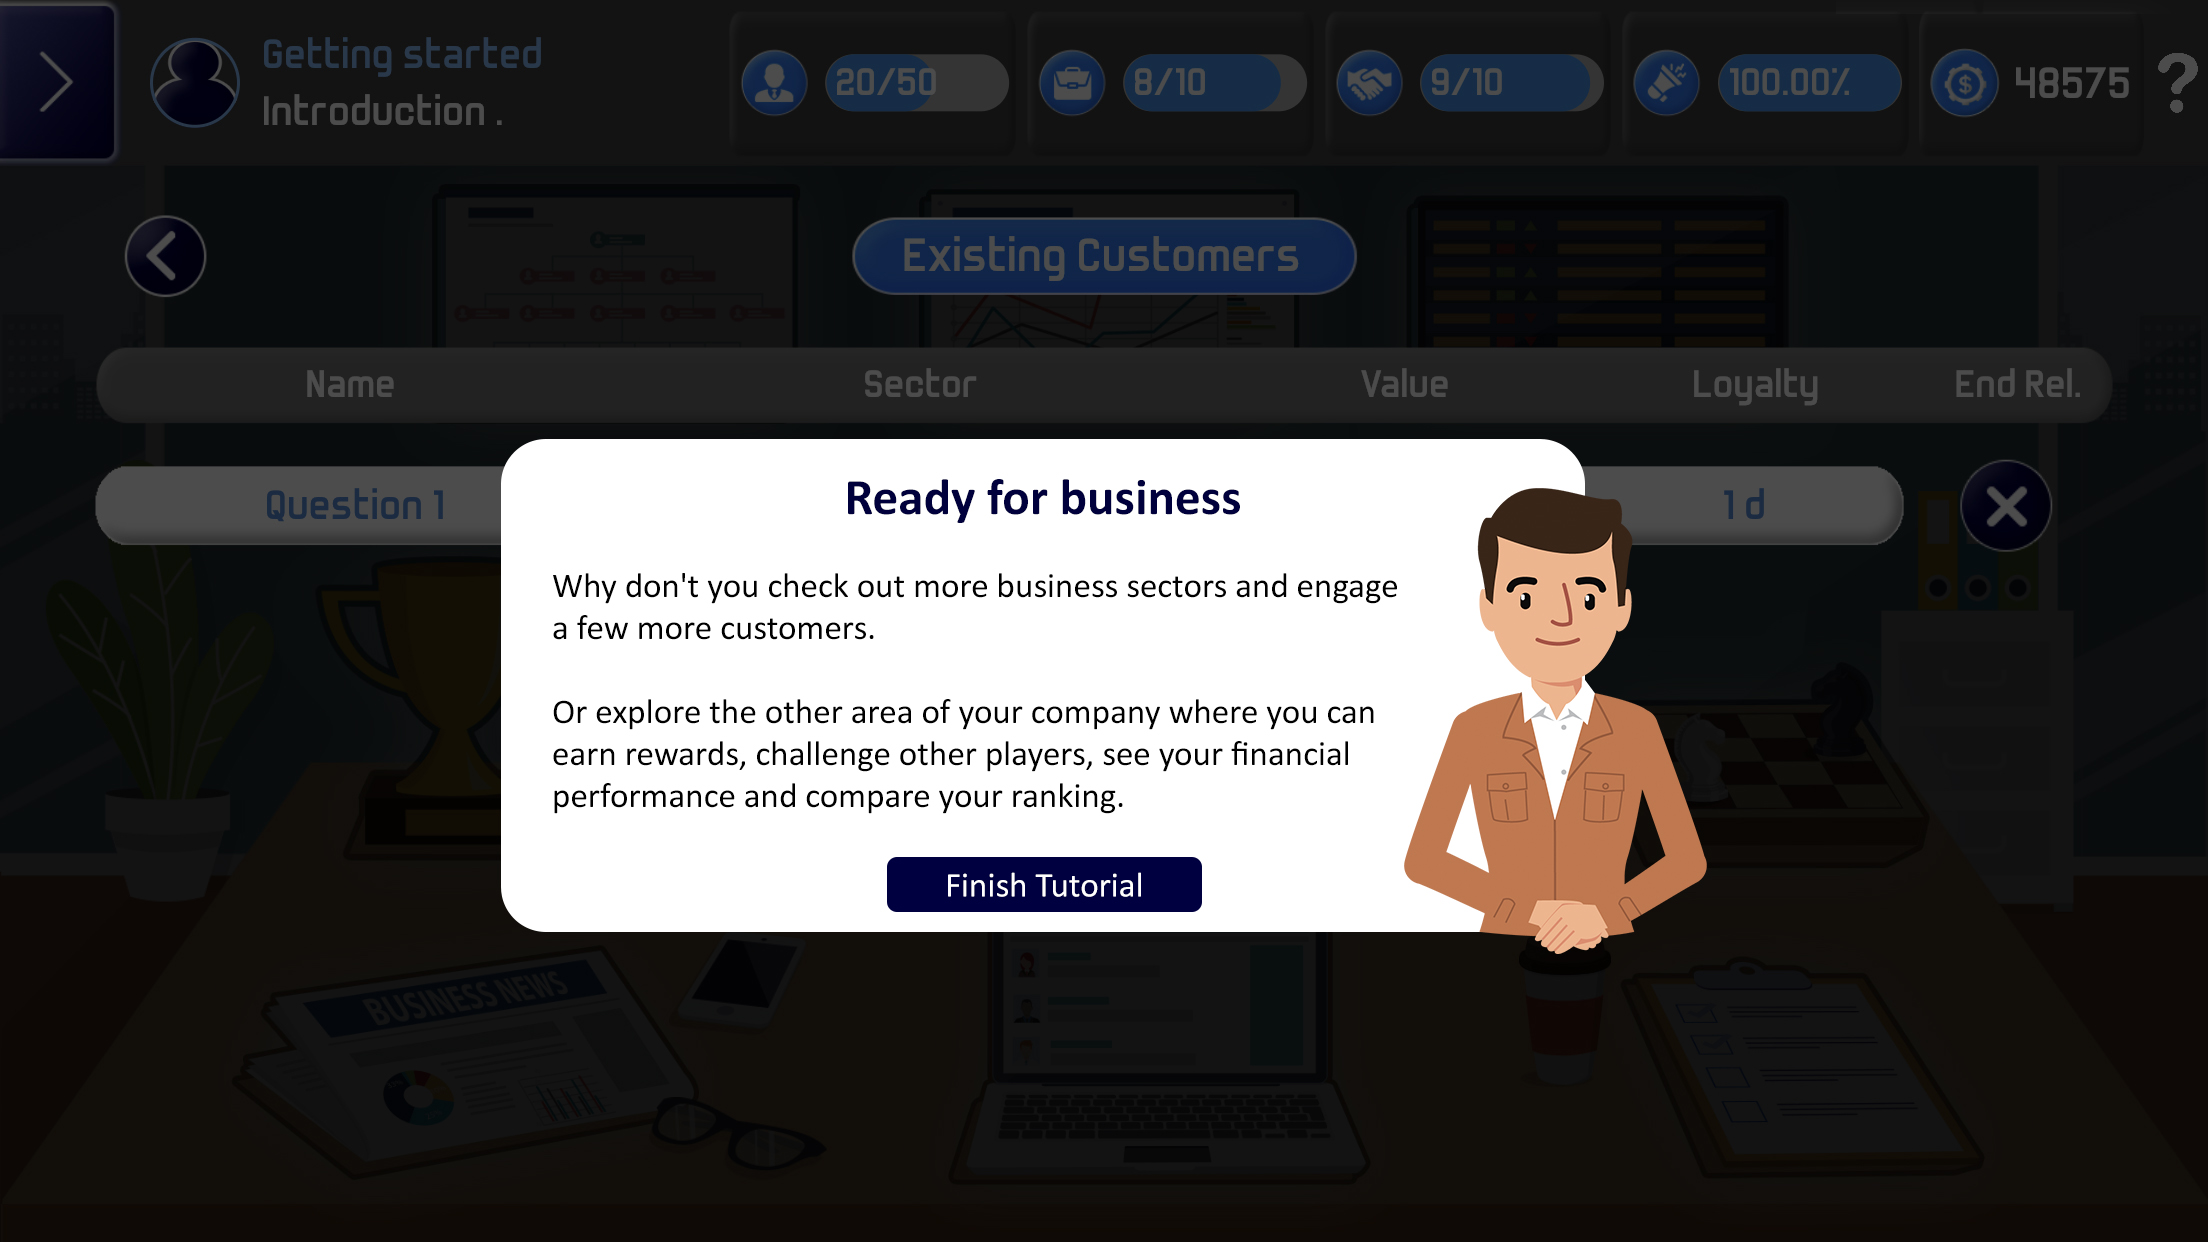 Getting started
Introduction .
20/50
8/10
9/10
100.00%
48575
?
Existing Customers
Name Sector Value Loyalty End Rel.
Question 1
1 d
Ready for business
Why don't you check out more business sectors and engage
a few more customers.
Or explore the other area of your company where you can
earn rewards, challenge other players, see your financial
performance and compare your ranking.
Finish Tutorial
BUSINESS NEWS